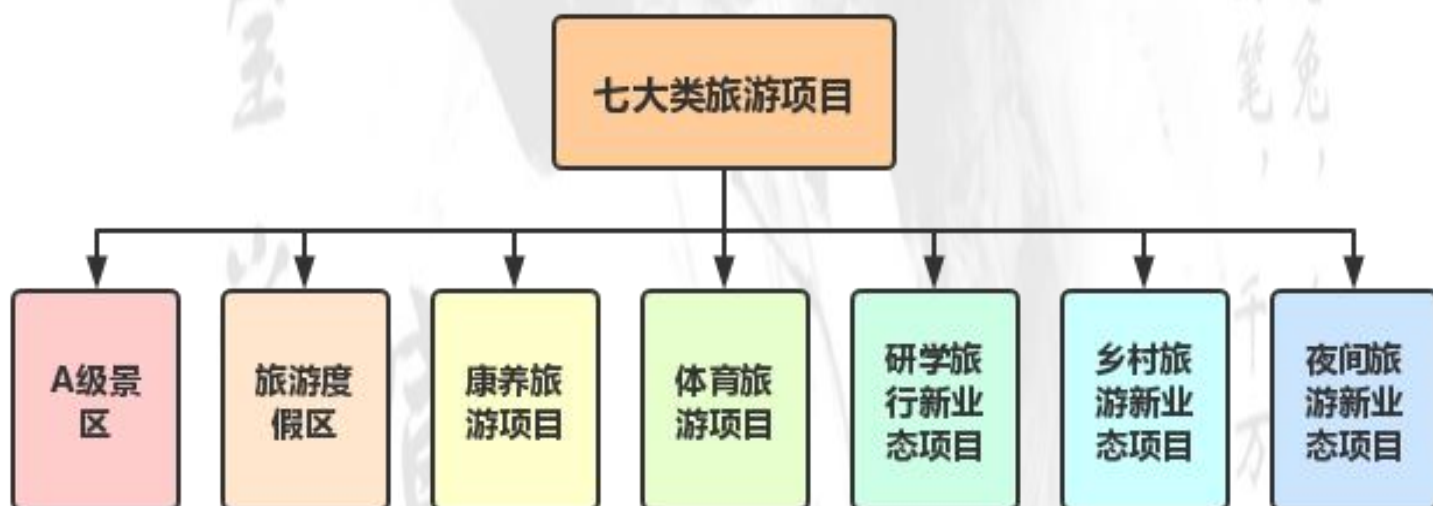 七大类旅游项目
A级景
区
旅游度
假区
康养旅
游项目
体育旅
游项目
研学旅
行新业
态项目
乡村旅
游新业
态项目
夜间旅
游新业
态项目